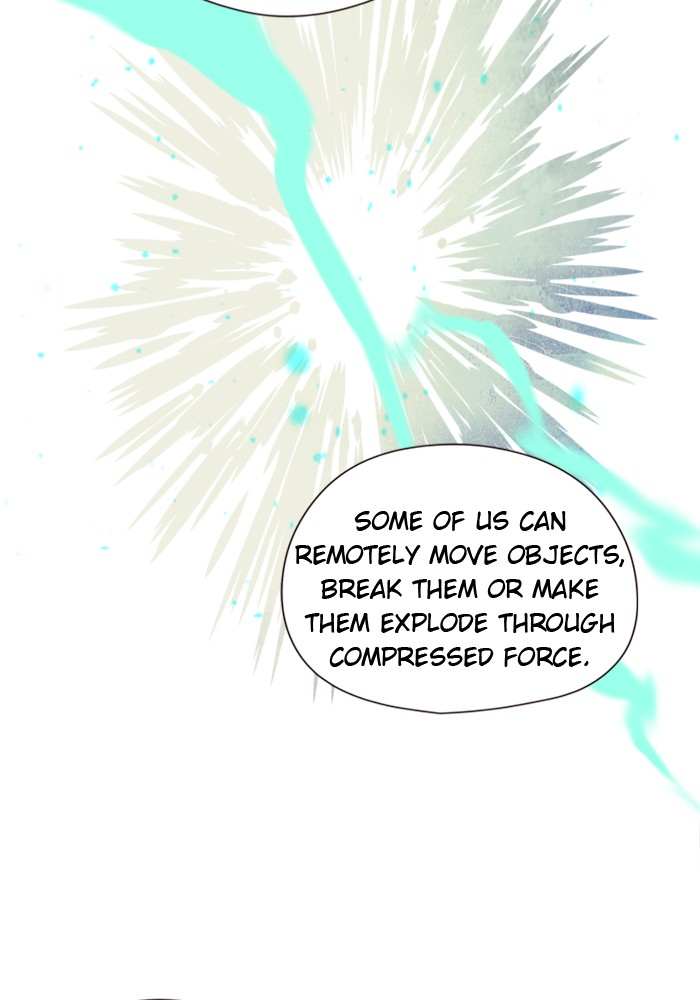 SOME OF US CAN
REMOTELY MOVE OBJECTS,
BREAK THEM OR MAKE
THEM EXPLODE THROUGH
COMPRESSED FORCE.